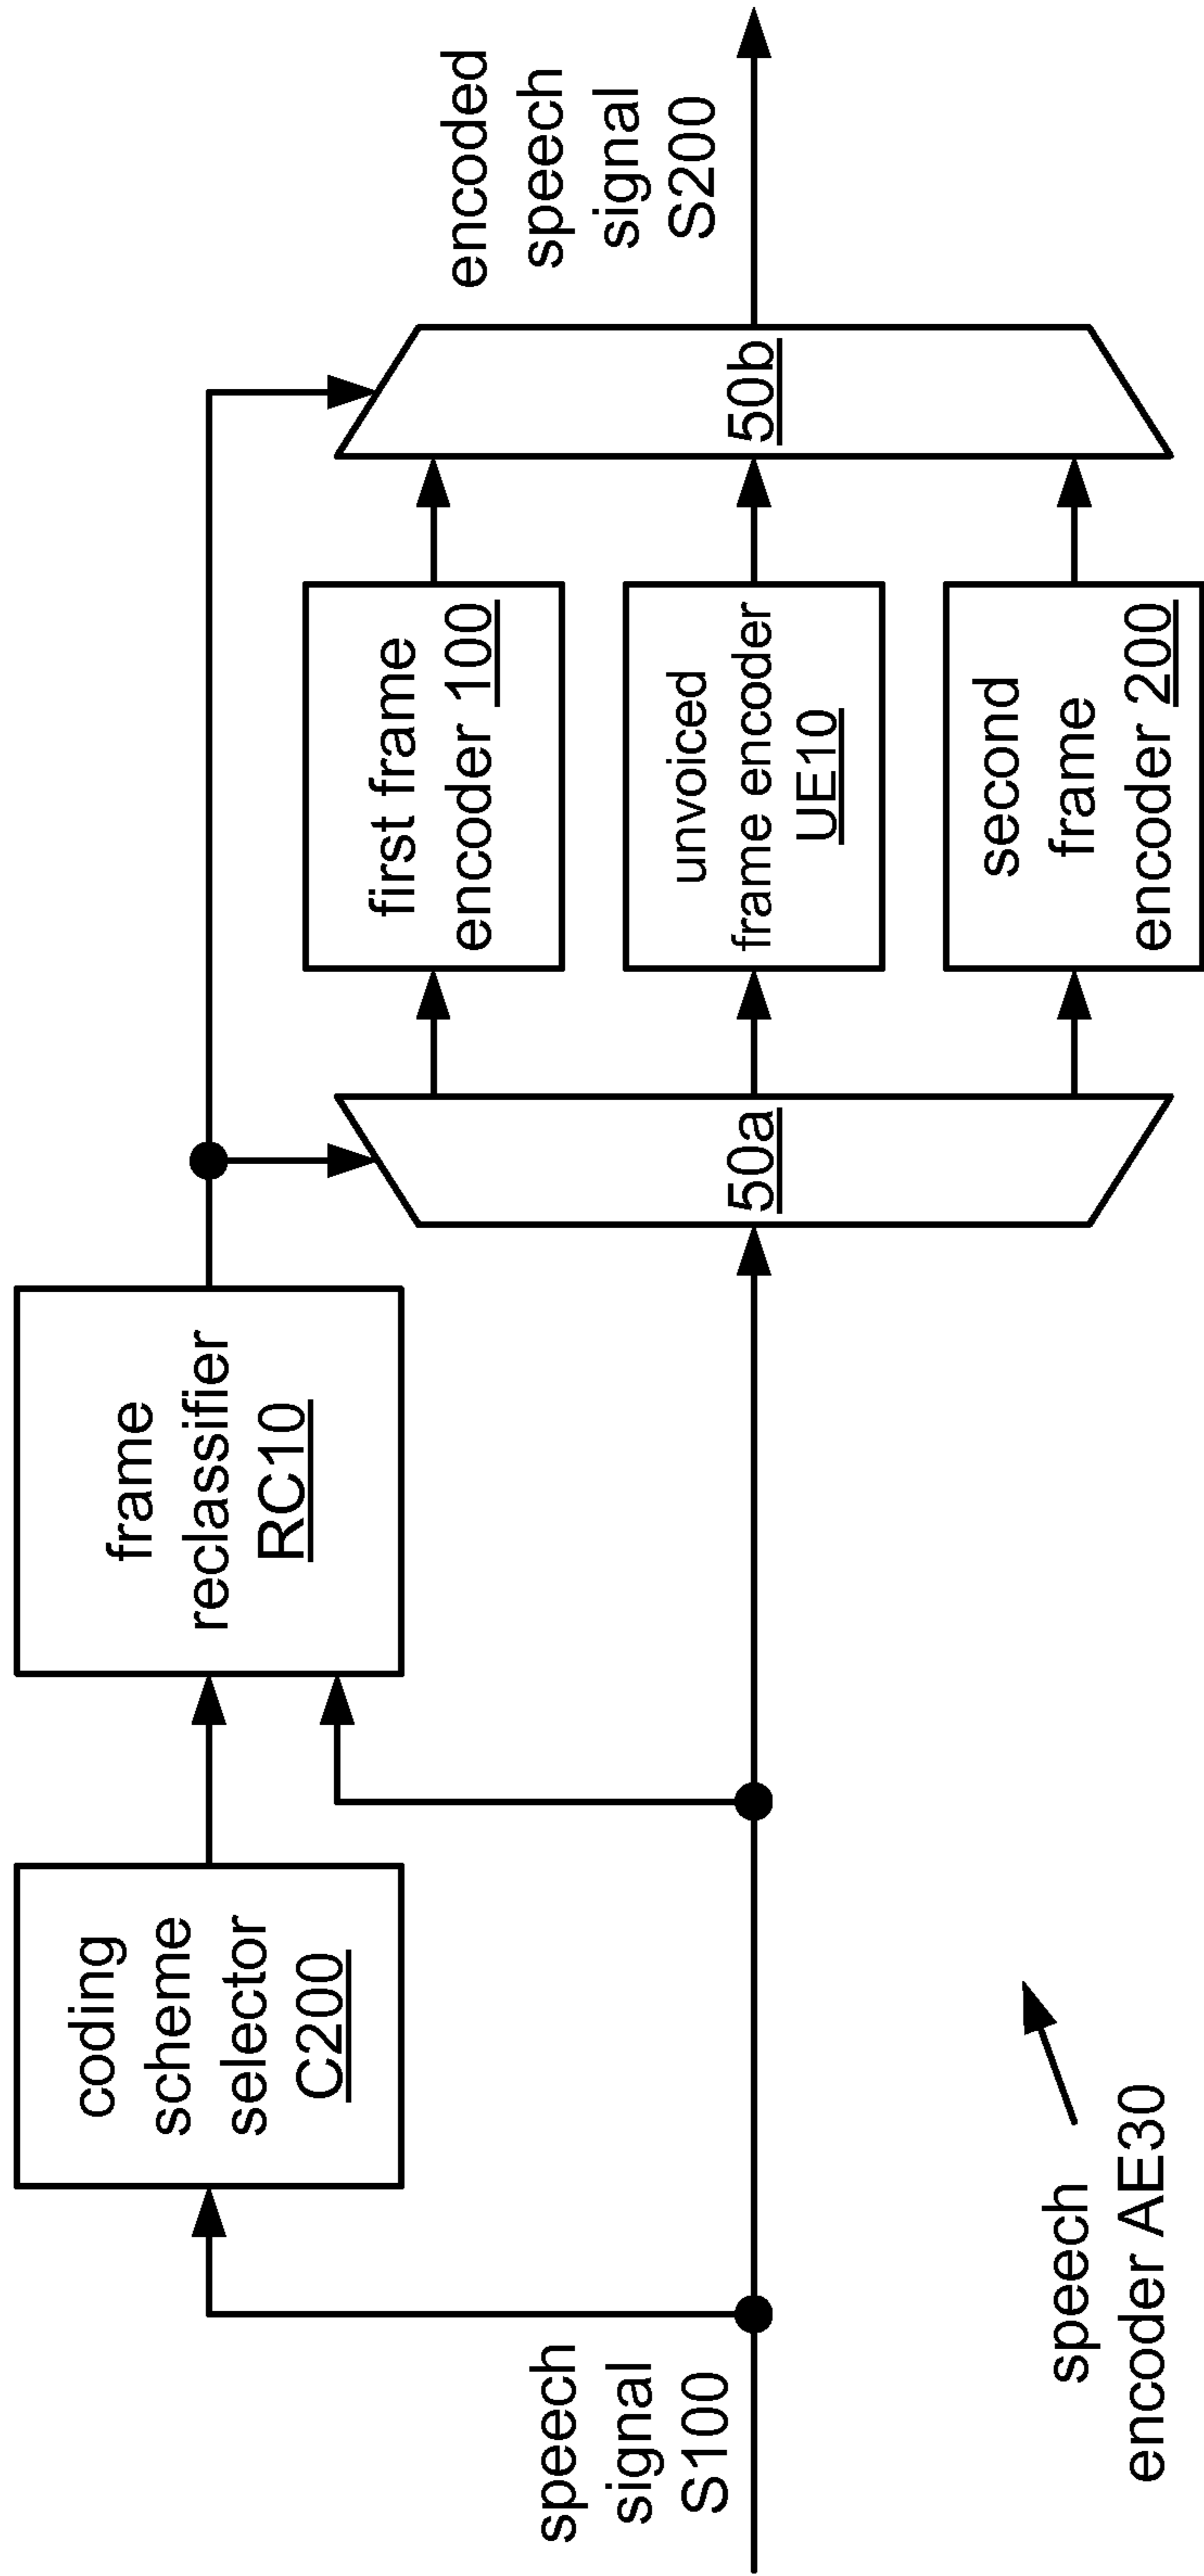 speech
signal
S100
coding
scheme
selector
C200
frame
reclassifier
RC10
50a
first frame
encoder 100
unvoiced
frame encoder
UE10
second
frame
encoder 200
50b
encoded
speech
signal
S200
speech
encoder AE30